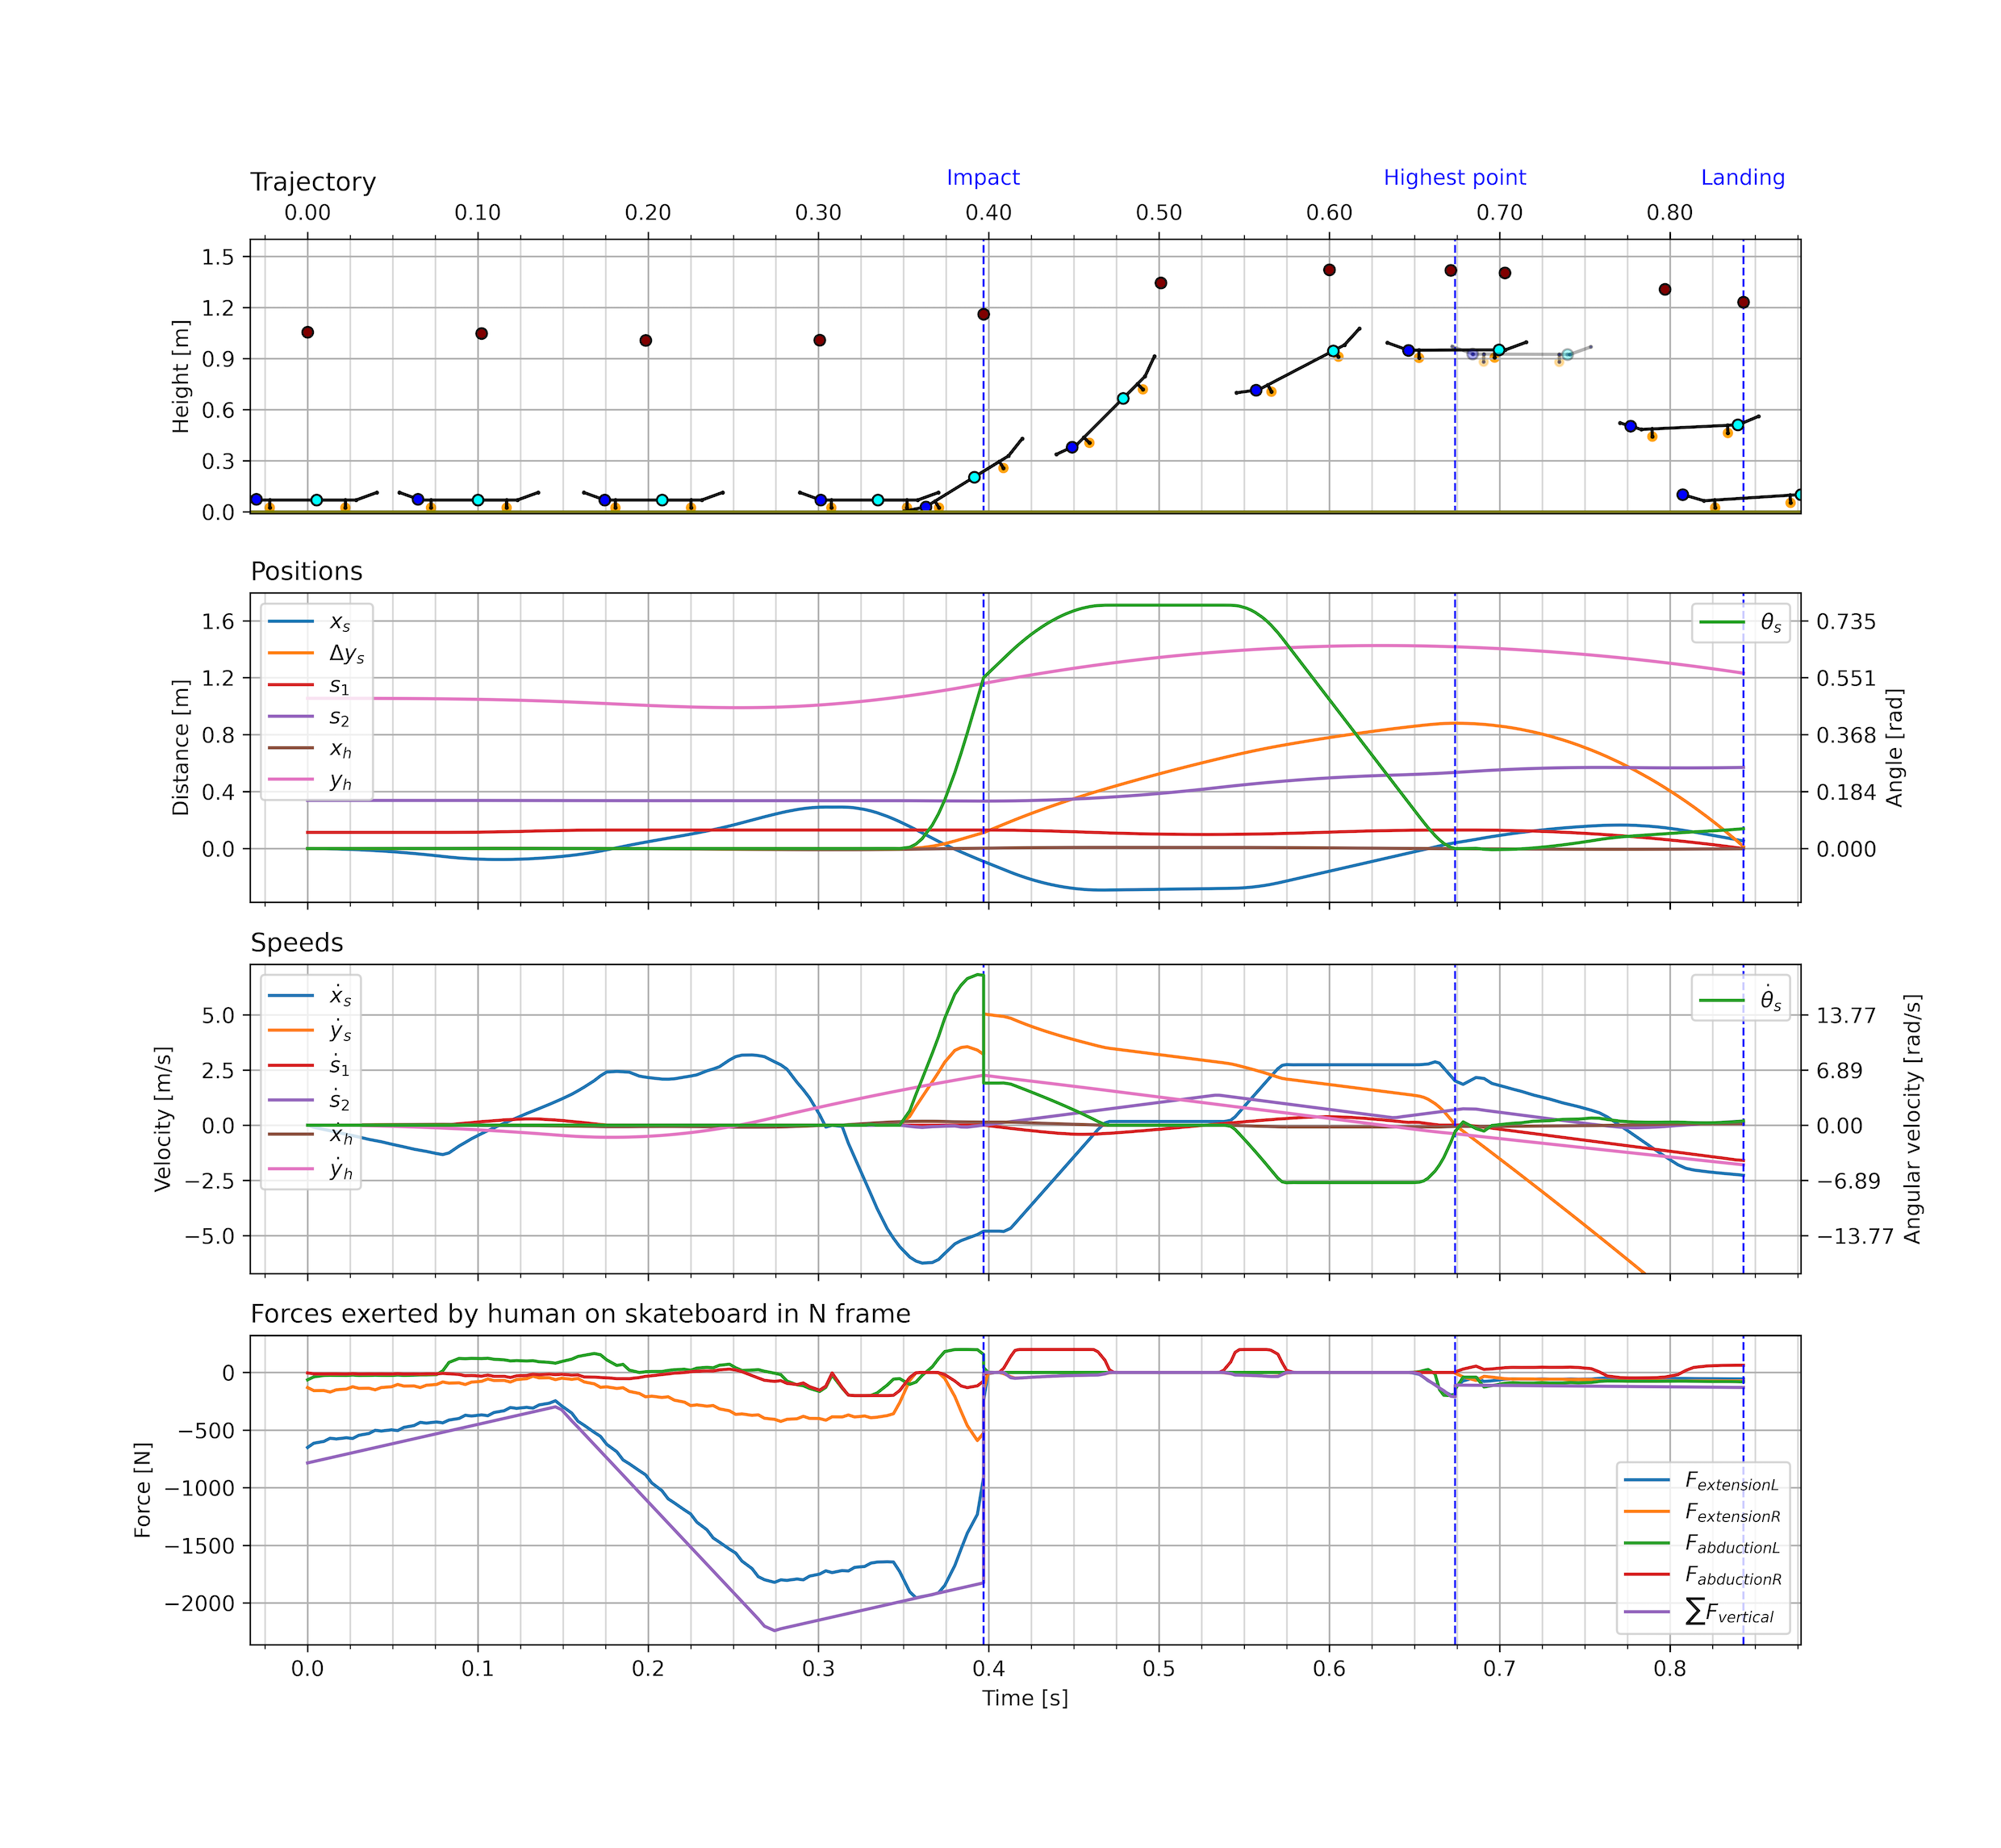 Impact Highest point Landing
Trajectory
0.00 0.10 0.20 0.30 0.40 0.50 0.60 0.70 0.80
1.5
1.2
0.9
0.6
0.3
0.0
Height [m]
Positions
1.6
1.2
0.8
0.4
0.0
Distance [m]
x_s
Δy_s
s_1
s_2
x_h
y_h
θ_s
0.735
0.551
0.368
0.184
0.000
Angle [rad]
Speeds
5.0
2.5
0.0
−2.5
−5.0
Velocity [m/s]
ẋ_s
ẏ_s
ṡ_1
ṡ_2
ẋ_h
ẏ_h
θ̇_s
13.77
6.89
0.00
−6.89
−13.77
Angular velocity [rad/s]
Forces exerted by human on skateboard in N frame
0
−500
−1000
−1500
−2000
Force [N]
F_extensionL
F_extensionR
F_abductionL
F_abductionR
∑F_vertical
0.0 0.1 0.2 0.3 0.4 0.5 0.6 0.7 0.8
Time [s]